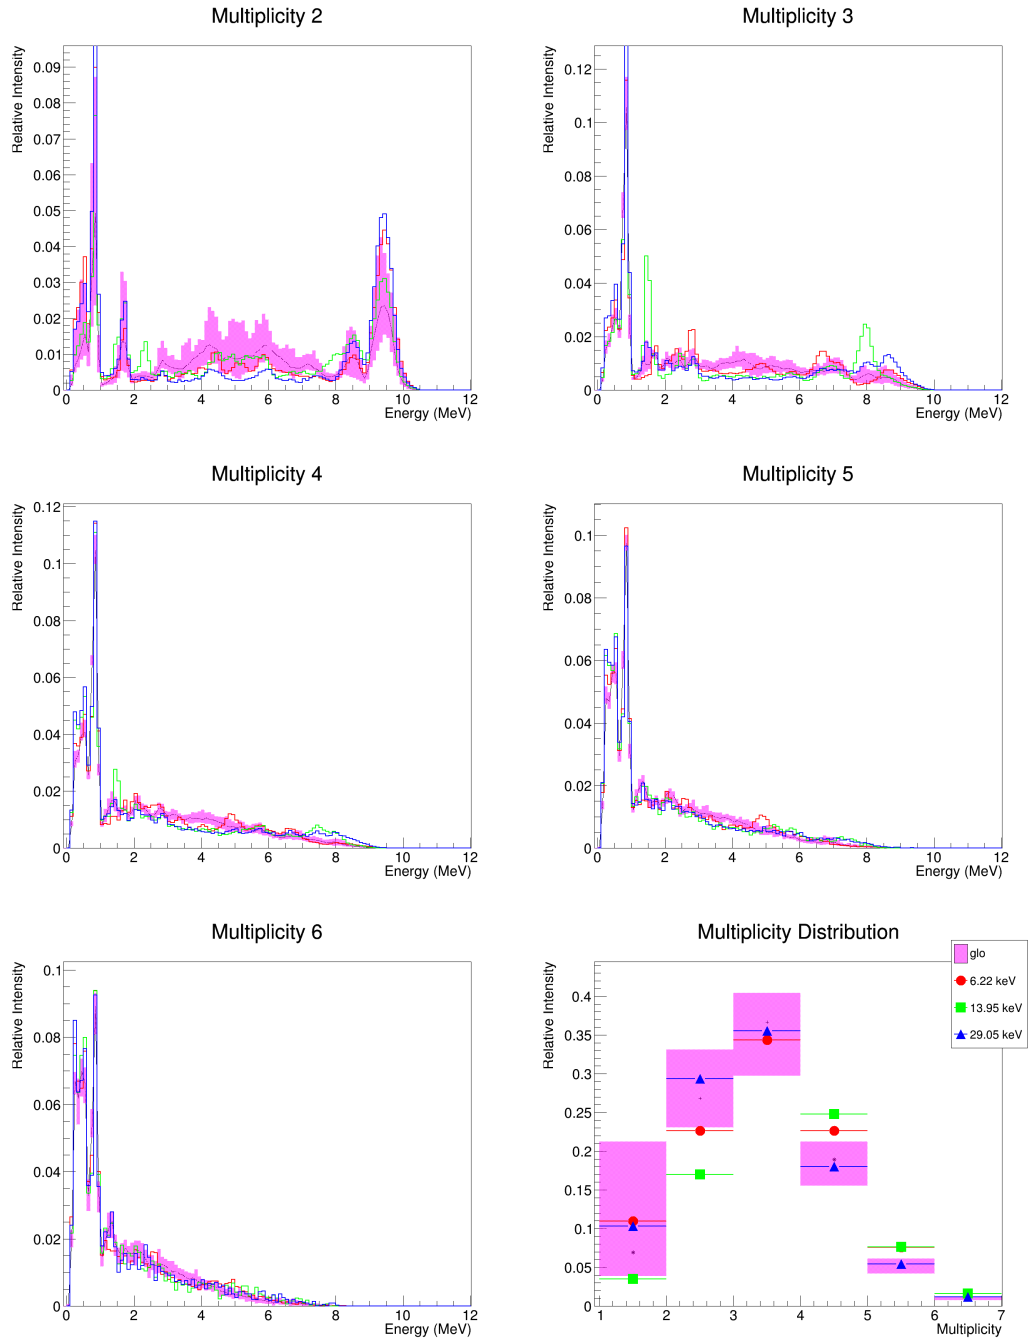 Multiplicity 2
Relative Intensity
0.09
0.08
0.07
0.06
0.05
0.04
0.03
0.02
0.01
0
0 2 4 6 8 10 12
Energy (MeV)
Multiplicity 3
Relative Intensity
0.12
0.1
0.08
0.06
0.04
0.02
0
0 2 4 6 8 10 12
Energy (MeV)
Multiplicity 4
Relative Intensity
0.12
0.1
0.08
0.06
0.04
0.02
0
0 2 4 6 8 10 12
Energy (MeV)
Multiplicity 5
Relative Intensity
0.1
0.08
0.06
0.04
0.02
0
0 2 4 6 8 10 12
Energy (MeV)
Multiplicity 6
Relative Intensity
0.1
0.08
0.06
0.04
0.02
0
0 2 4 6 8 10 12
Energy (MeV)
Multiplicity Distribution
Relative Intensity
0.4
0.35
0.3
0.25
0.2
0.15
0.1
0.05
0
1 2 3 4 5 6 7
Multiplicity
glo
6.22 keV
13.95 keV
29.05 keV